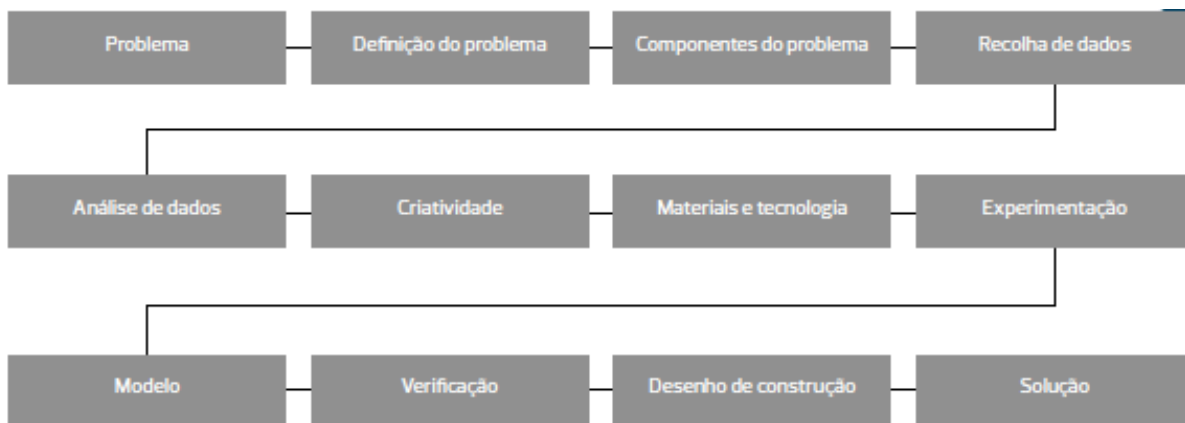 Problema
Definição do problema
Componentes do problema
Recolha de dados
Análise de dados
Criatividade
Materiais e tecnologia
Experimentação
Modelo
Verificação
Desenho de construção
Solução